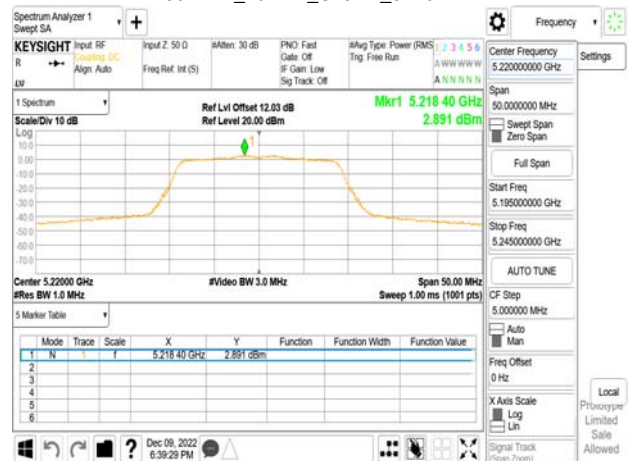 Spectrum Analyzer 1
Swept SA
Frequency
KEYSIGHT
Input: RF
Input Z: 50 Ω
#Atten: 30 dB
PNO: Fast
#Avg Type: Power (RMS
1 2 3 4 5 6
R
Coupling: DC
Gate: Off
Trig: Free Run
A W W W W W
Align: Auto
Freq Ref: Int (S)
IF Gain: Low
Sig Track: Off
A N N N N N
Center Frequency
5.220000000 GHz
Settings
1 Spectrum
Ref Lvl Offset 12.03 dB
Mkr1 5.218 40 GHz
Scale/Div 10 dB
Ref Level 20.00 dBm
2.891 dBm
Span
50.0000000 MHz
Swept Span
Zero Span
Full Span
Start Freq
5.195000000 GHz
Stop Freq
5.245000000 GHz
AUTO TUNE
CF Step
5.000000 MHz
Auto
Man
Freq Offset
0 Hz
X Axis Scale
Log
Lin
Signal Track
(Span Zoom)
Local
Prototype
Limited
Sale
Allowed
Log
10.0
0.00
-10.0
-20.0
-30.0
-40.0
-50.0
-60.0
-70.0
1
Center 5.22000 GHz
#Video BW 3.0 MHz
Span 50.00 MHz
#Res BW 1.0 MHz
Sweep 1.00 ms (1001 pts)
5 Marker Table
Mode Trace Scale X Y Function Function Width Function Value
1 N 1 f 5.218 40 GHz 2.891 dBm
2
3
4
5
6
?
Dec 09, 2022
6:39:29 PM